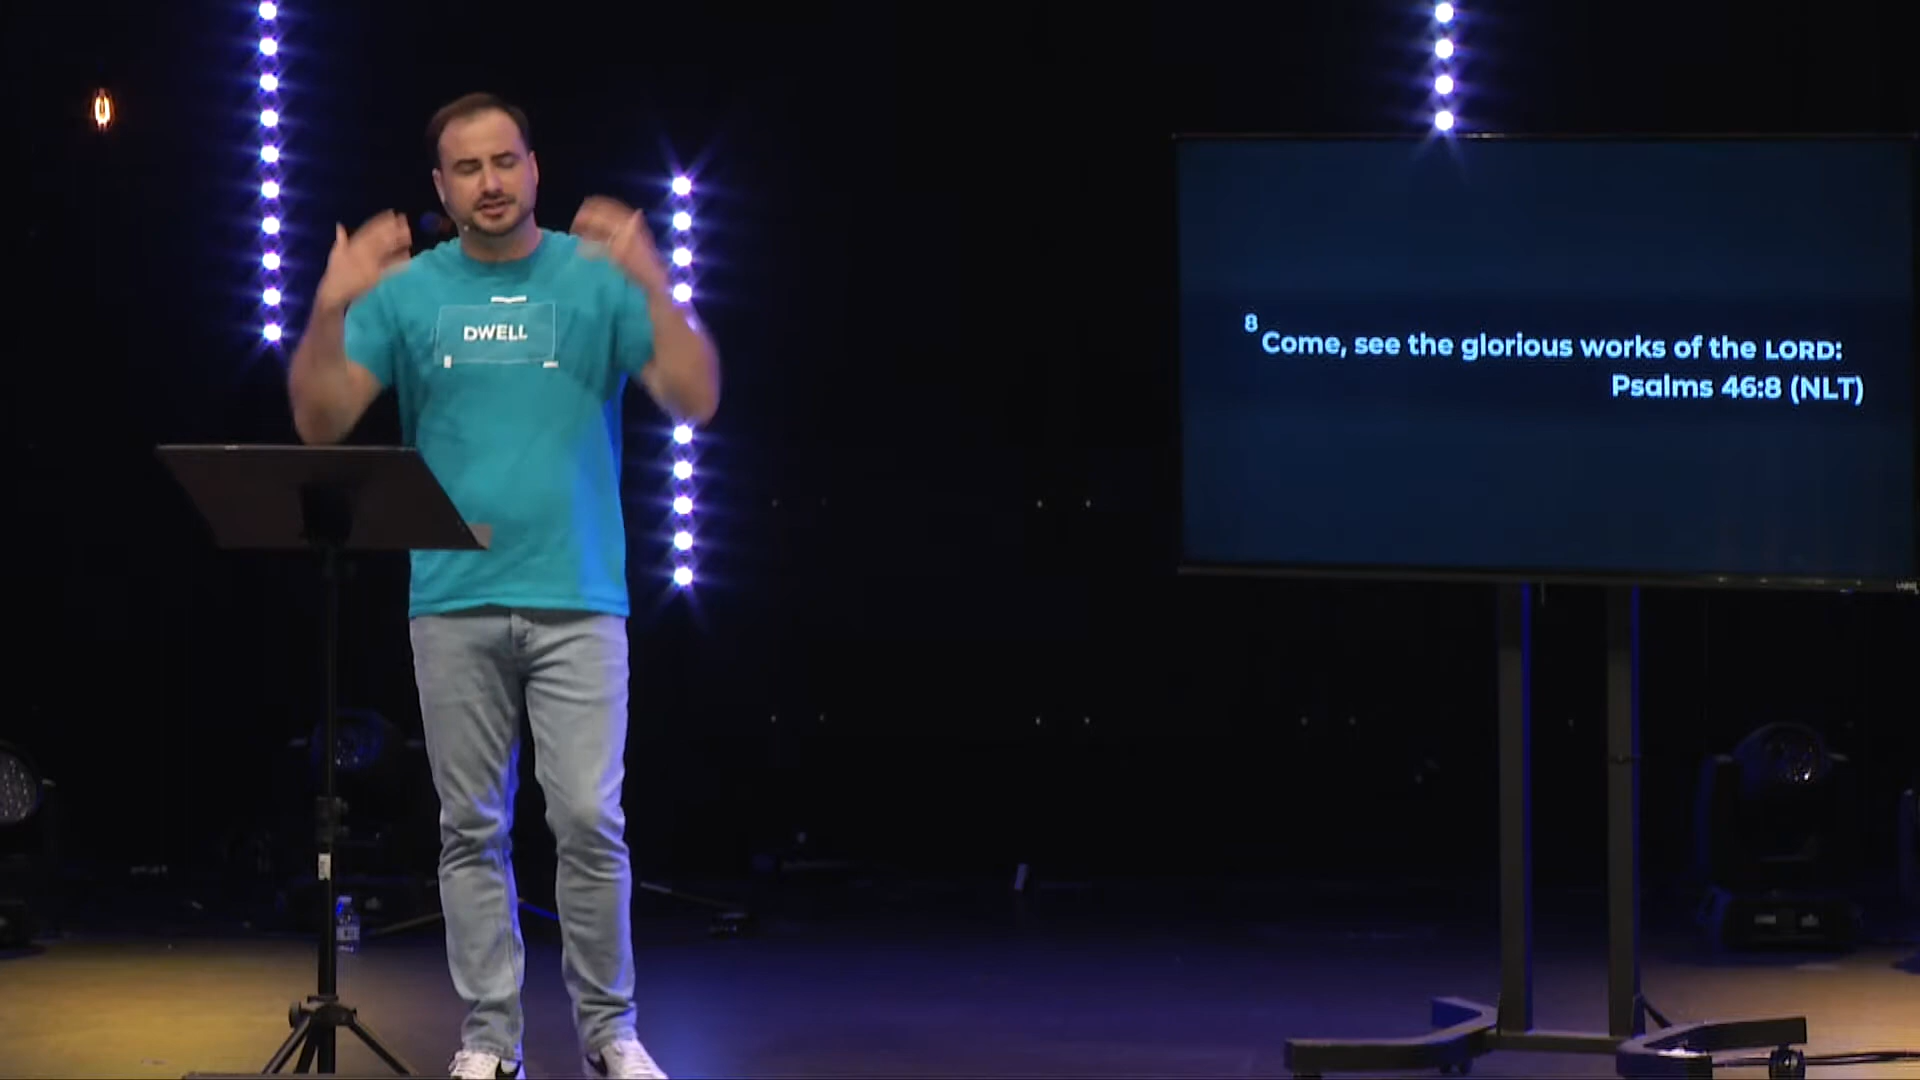 DWELL
8 Come, see the glorious works of the LORD:
Psalms 46:8 (NLT)